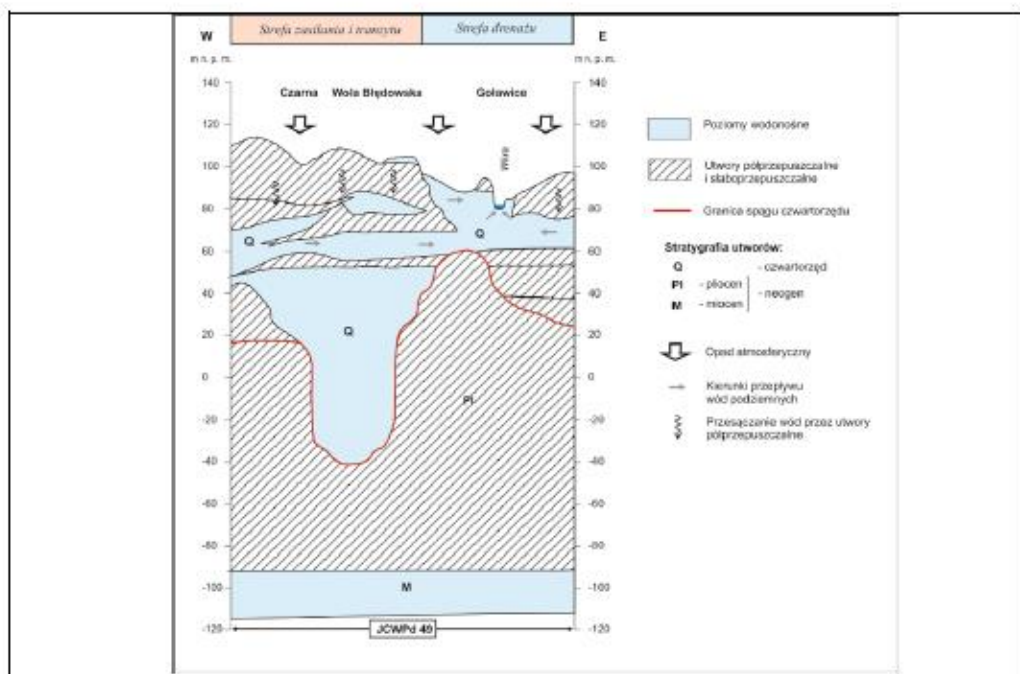 Strefa zasilania i tranzytu
Strefa drenażu
W
E
m n. p. m.
m n. p. m.
Czarna
Wola Błędowska
Goławice
Wkra
140
120
100
80
60
40
20
0
-20
-40
-60
-80
-100
-120
140
120
100
80
60
40
20
0
-20
-40
-60
-80
-100
-120
Q
Q
Q
Pl
M
JCWPd 49
Poziomy wodonośne
Utwory półprzepuszczalne
i słaboprzepuszczalne
Granica spągu czwartorzędu
Stratygrafia utworów:
Q - czwartorzęd
Pl - pliocen
- neogen
M - miocen
Opad atmosferyczny
Kierunki przepływu
wód podziemnych
Przesączanie wód przez utwory
półprzepuszczalne